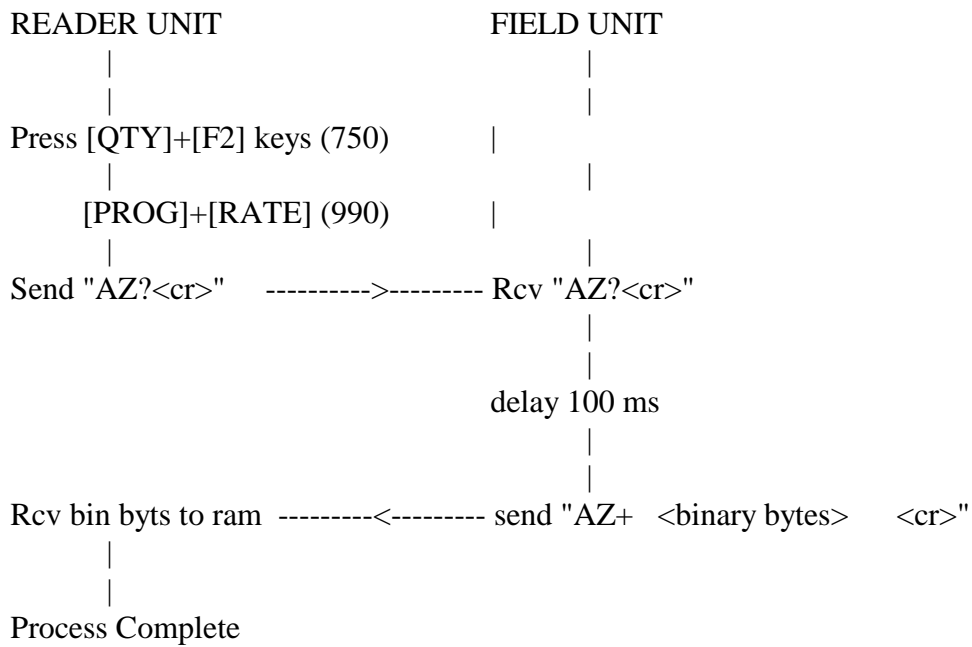 READER UNIT FIELD UNIT
| |
| |
Press [QTY]+[F2] keys (750) |
| |
[PROG]+[RATE] (990) |
| |
Send "AZ?<cr>" ---------->--------- Rcv "AZ?<cr>"
|
|
delay 100 ms
|
|
Rcv bin byts to ram ---------<--------- send "AZ+ <binary bytes> <cr>"
|
|
Process Complete